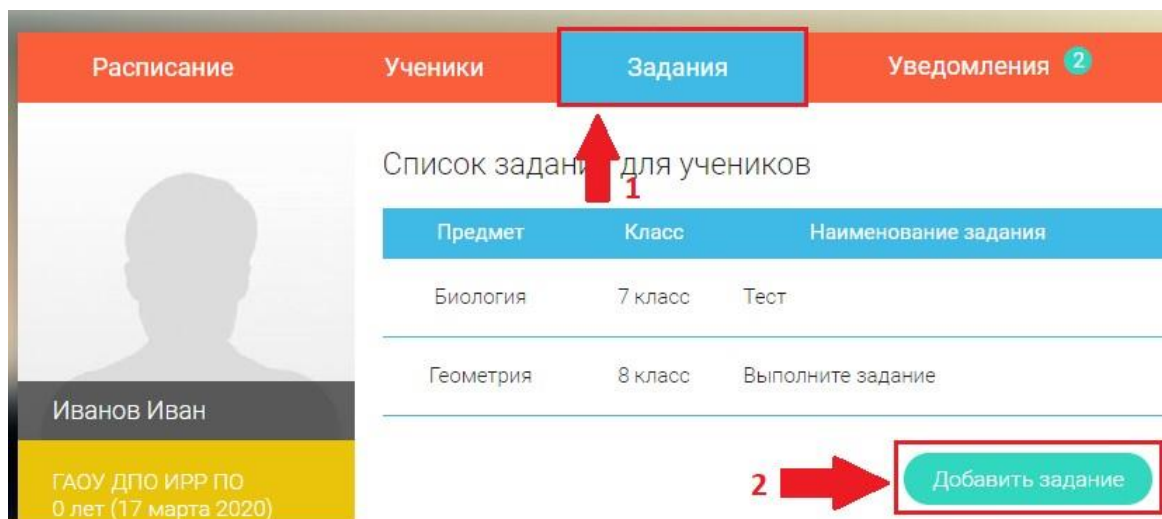 Расписание Ученики Задания Уведомления 2
Список задани для учеников
1
Предмет Класс Наименование задания
Биология 7 класс Тест
Геометрия 8 класс Выполните задание
Иванов Иван
2 Добавить задание
ГАОУ ДПО ИРР ПО
0 лет (17 марта 2020)